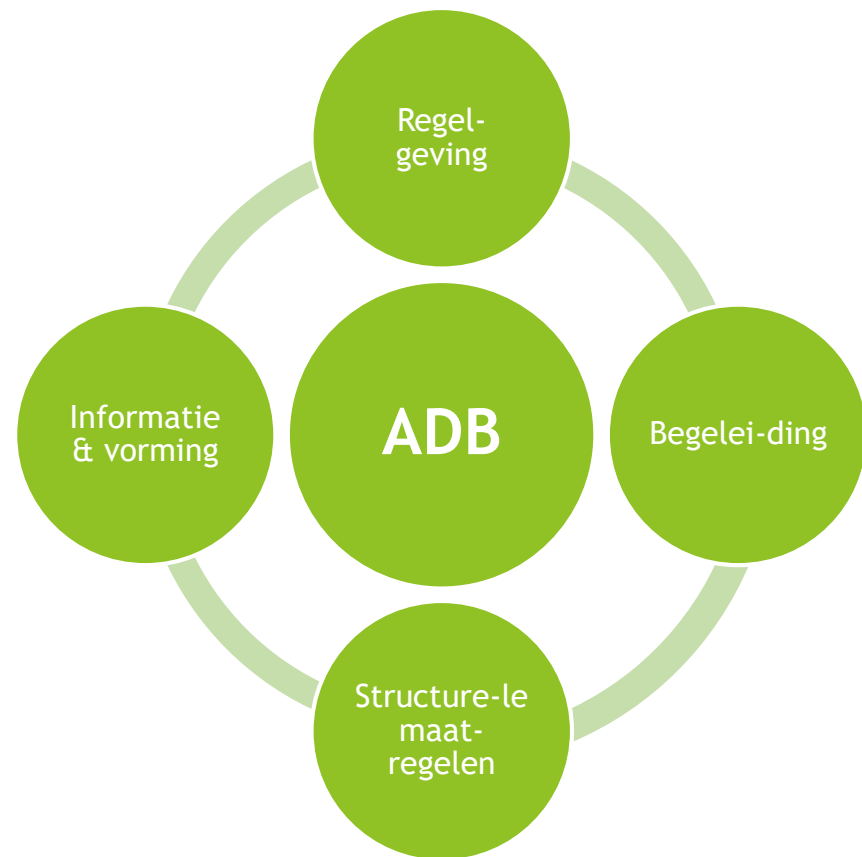 Regel-
geving
Informatie
& vorming
ADB
Begelei-ding
Structure-le
maat-
regelen